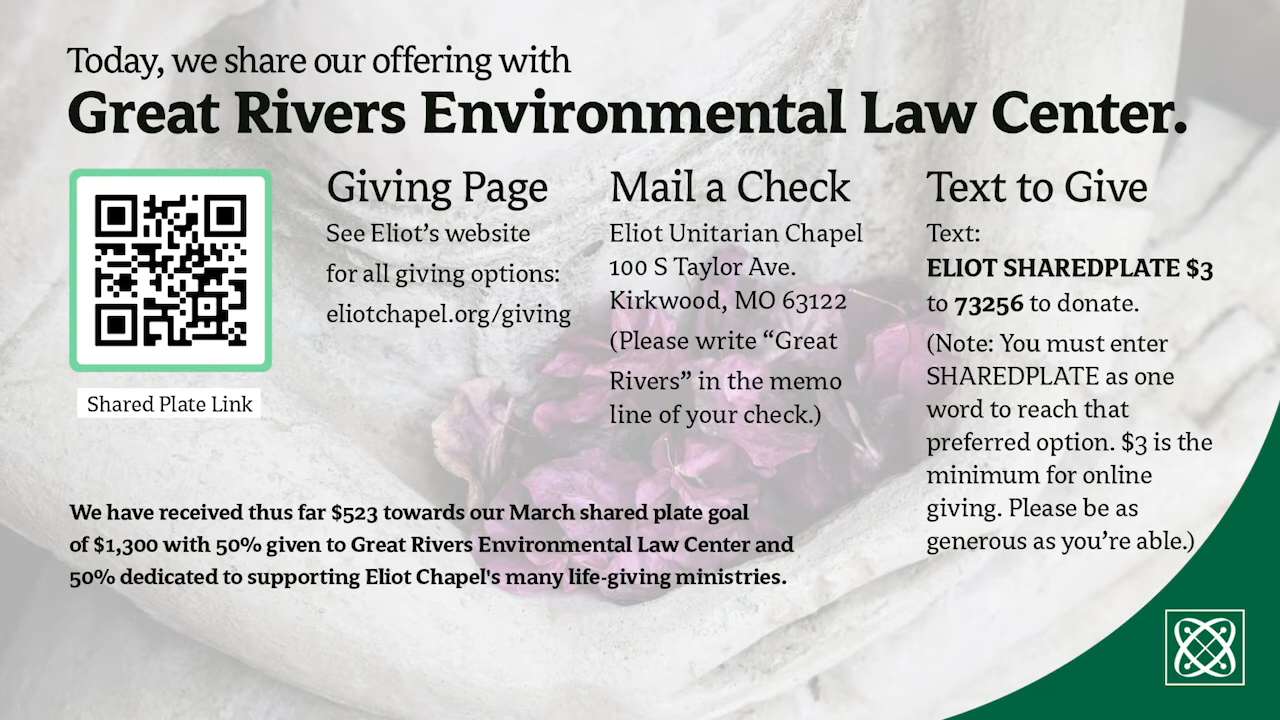 Today, we share our offering with
Great Rivers Environmental Law Center.
Shared Plate Link
Giving Page
See Eliot’s website
for all giving options:
eliotchapel.org/giving
Mail a Check
Eliot Unitarian Chapel
100 S Taylor Ave.
Kirkwood, MO 63122
(Please write “Great
Rivers” in the memo
line of your check.)
Text to Give
Text:
ELIOT SHAREDPLATE $3
to 73256 to donate.
(Note: You must enter
SHAREDPLATE as one
word to reach that
preferred option. $3 is the
minimum for online
giving. Please be as
generous as you’re able.)
We have received thus far $523 towards our March shared plate goal
of $1,300 with 50% given to Great Rivers Environmental Law Center and
50% dedicated to supporting Eliot Chapel's many life-giving ministries.